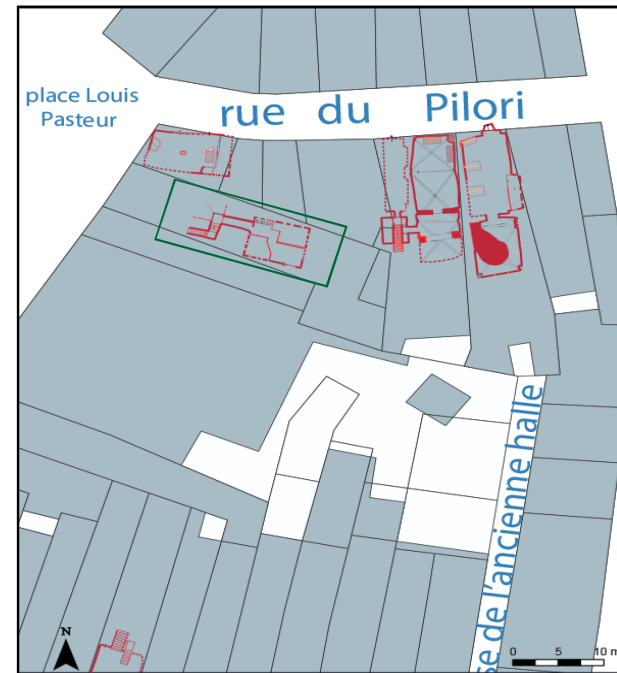 place Louis
Pasteur
rue du Pilori
se de l'ancienne halle
N
0 5 10 m